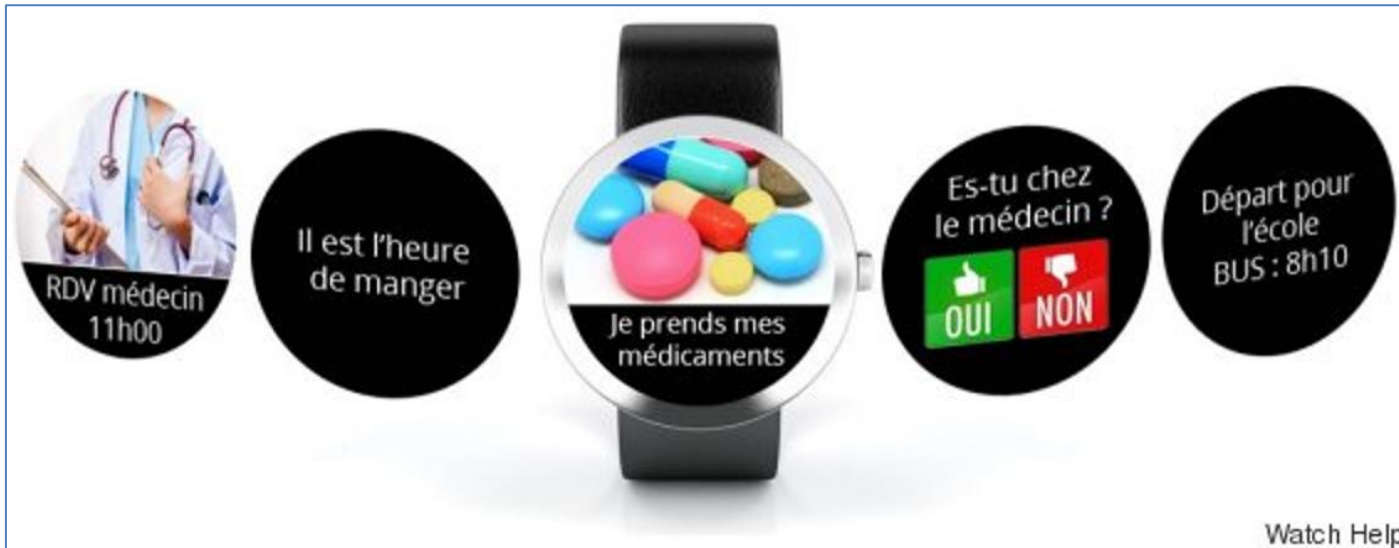 RDV médecin
11h00
Il est l'heure
de manger
Je prends mes
médicaments
Es-tu chez
le médecin ?
OUI
NON
Départ pour
l'école
BUS : 8h10
Watch Help